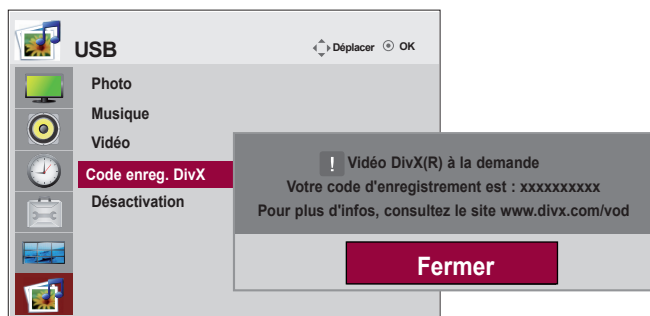 USB
Déplacer OK
Photo
Musique
Vidéo
Code enreg. DivX
Désactivation
! Vidéo DivX(R) à la demande
Votre code d'enregistrement est : xxxxxxxxxx
Pour plus d'infos, consultez le site www.divx.com/vod
Fermer